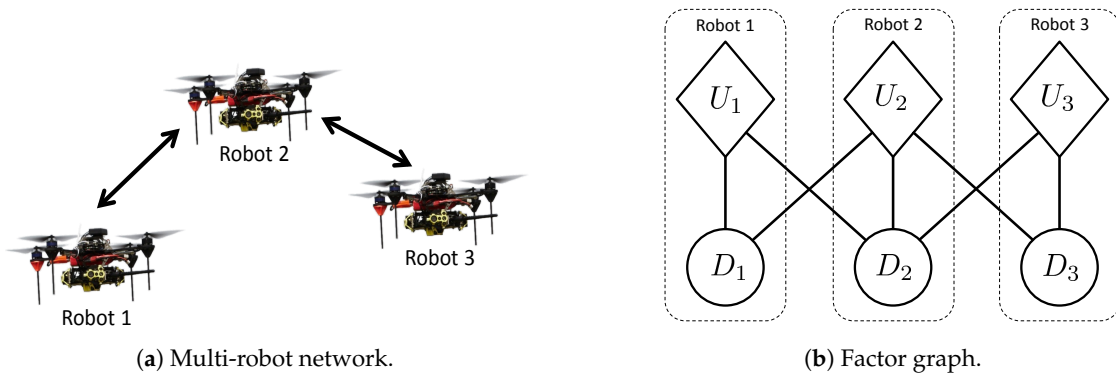 Robot 2
Robot 3
Robot 1
(a) Multi-robot network.
Robot 1
Robot 2
Robot 3
U₁
U₂
U₃
D₁
D₂
D₃
(b) Factor graph.